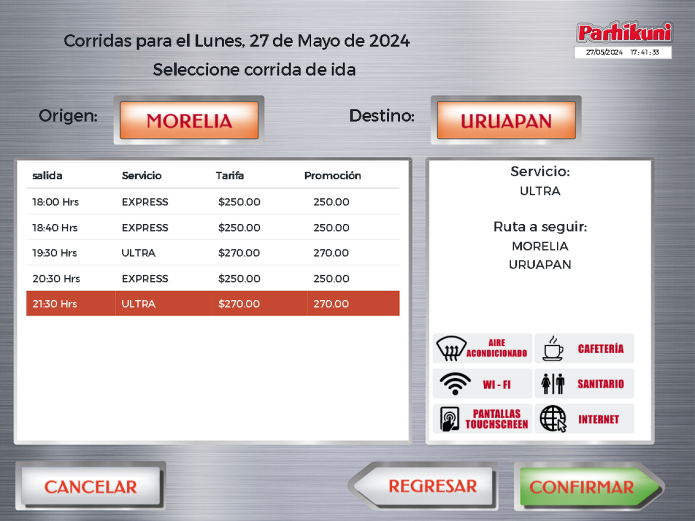 Corridas para el Lunes, 27 de Mayo de 2024
Parhikuni
27/05/2024 17:41:33
Seleccione corrida de ida
Origen: MORELIA Destino: URUAPAN
salida Servicio Tarifa Promoción
18:00 Hrs EXPRESS $250.00 250.00
18:40 Hrs EXPRESS $250.00 250.00
19:30 Hrs ULTRA $270.00 270.00
20:30 Hrs EXPRESS $250.00 250.00
21:30 Hrs ULTRA $270.00 270.00
Servicio:
ULTRA
Ruta a seguir:
MORELIA
URUAPAN
AIRE
ACONDICIONADO
CAFETERÍA
WI - FI
SANITARIO
PANTALLAS
TOUCHSCREEN
INTERNET
CANCELAR REGRESAR CONFIRMAR